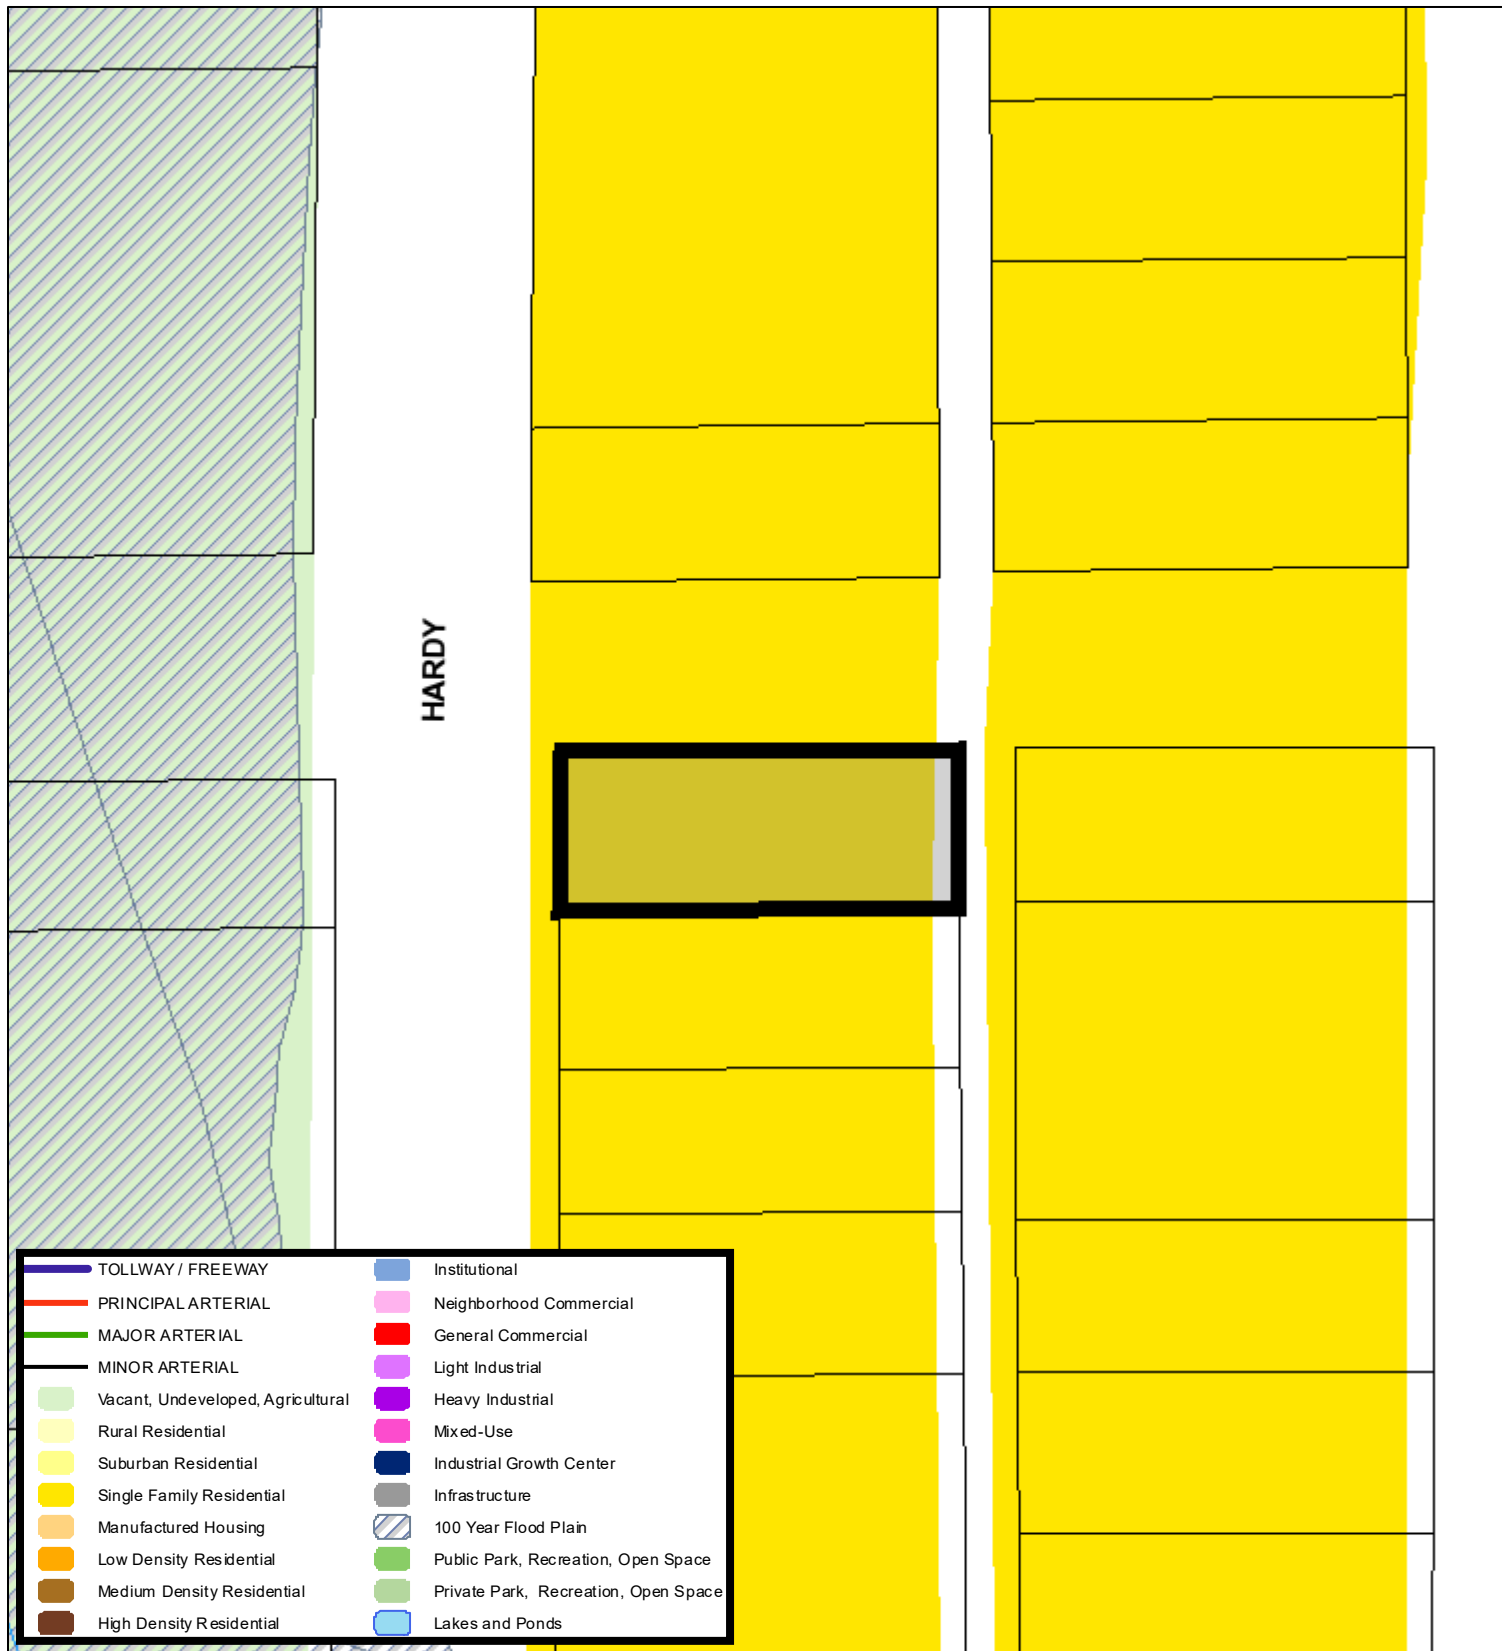 HARDY
TOLLWAY / FREEWAY
PRINCIPAL ARTERIAL
MAJOR ARTERIAL
MINOR ARTERIAL
Vacant, Undeveloped, Agricultural
Rural Residential
Suburban Residential
Single Family Residential
Manufactured Housing
Low Density Residential
Medium Density Residential
High Density Residential
Institutional
Neighborhood Commercial
General Commercial
Light Industrial
Heavy Industrial
Mixed-Use
Industrial Growth Center
Infrastructure
100 Year Flood Plain
Public Park, Recreation, Open Space
Private Park, Recreation, Open Space
Lakes and Ponds